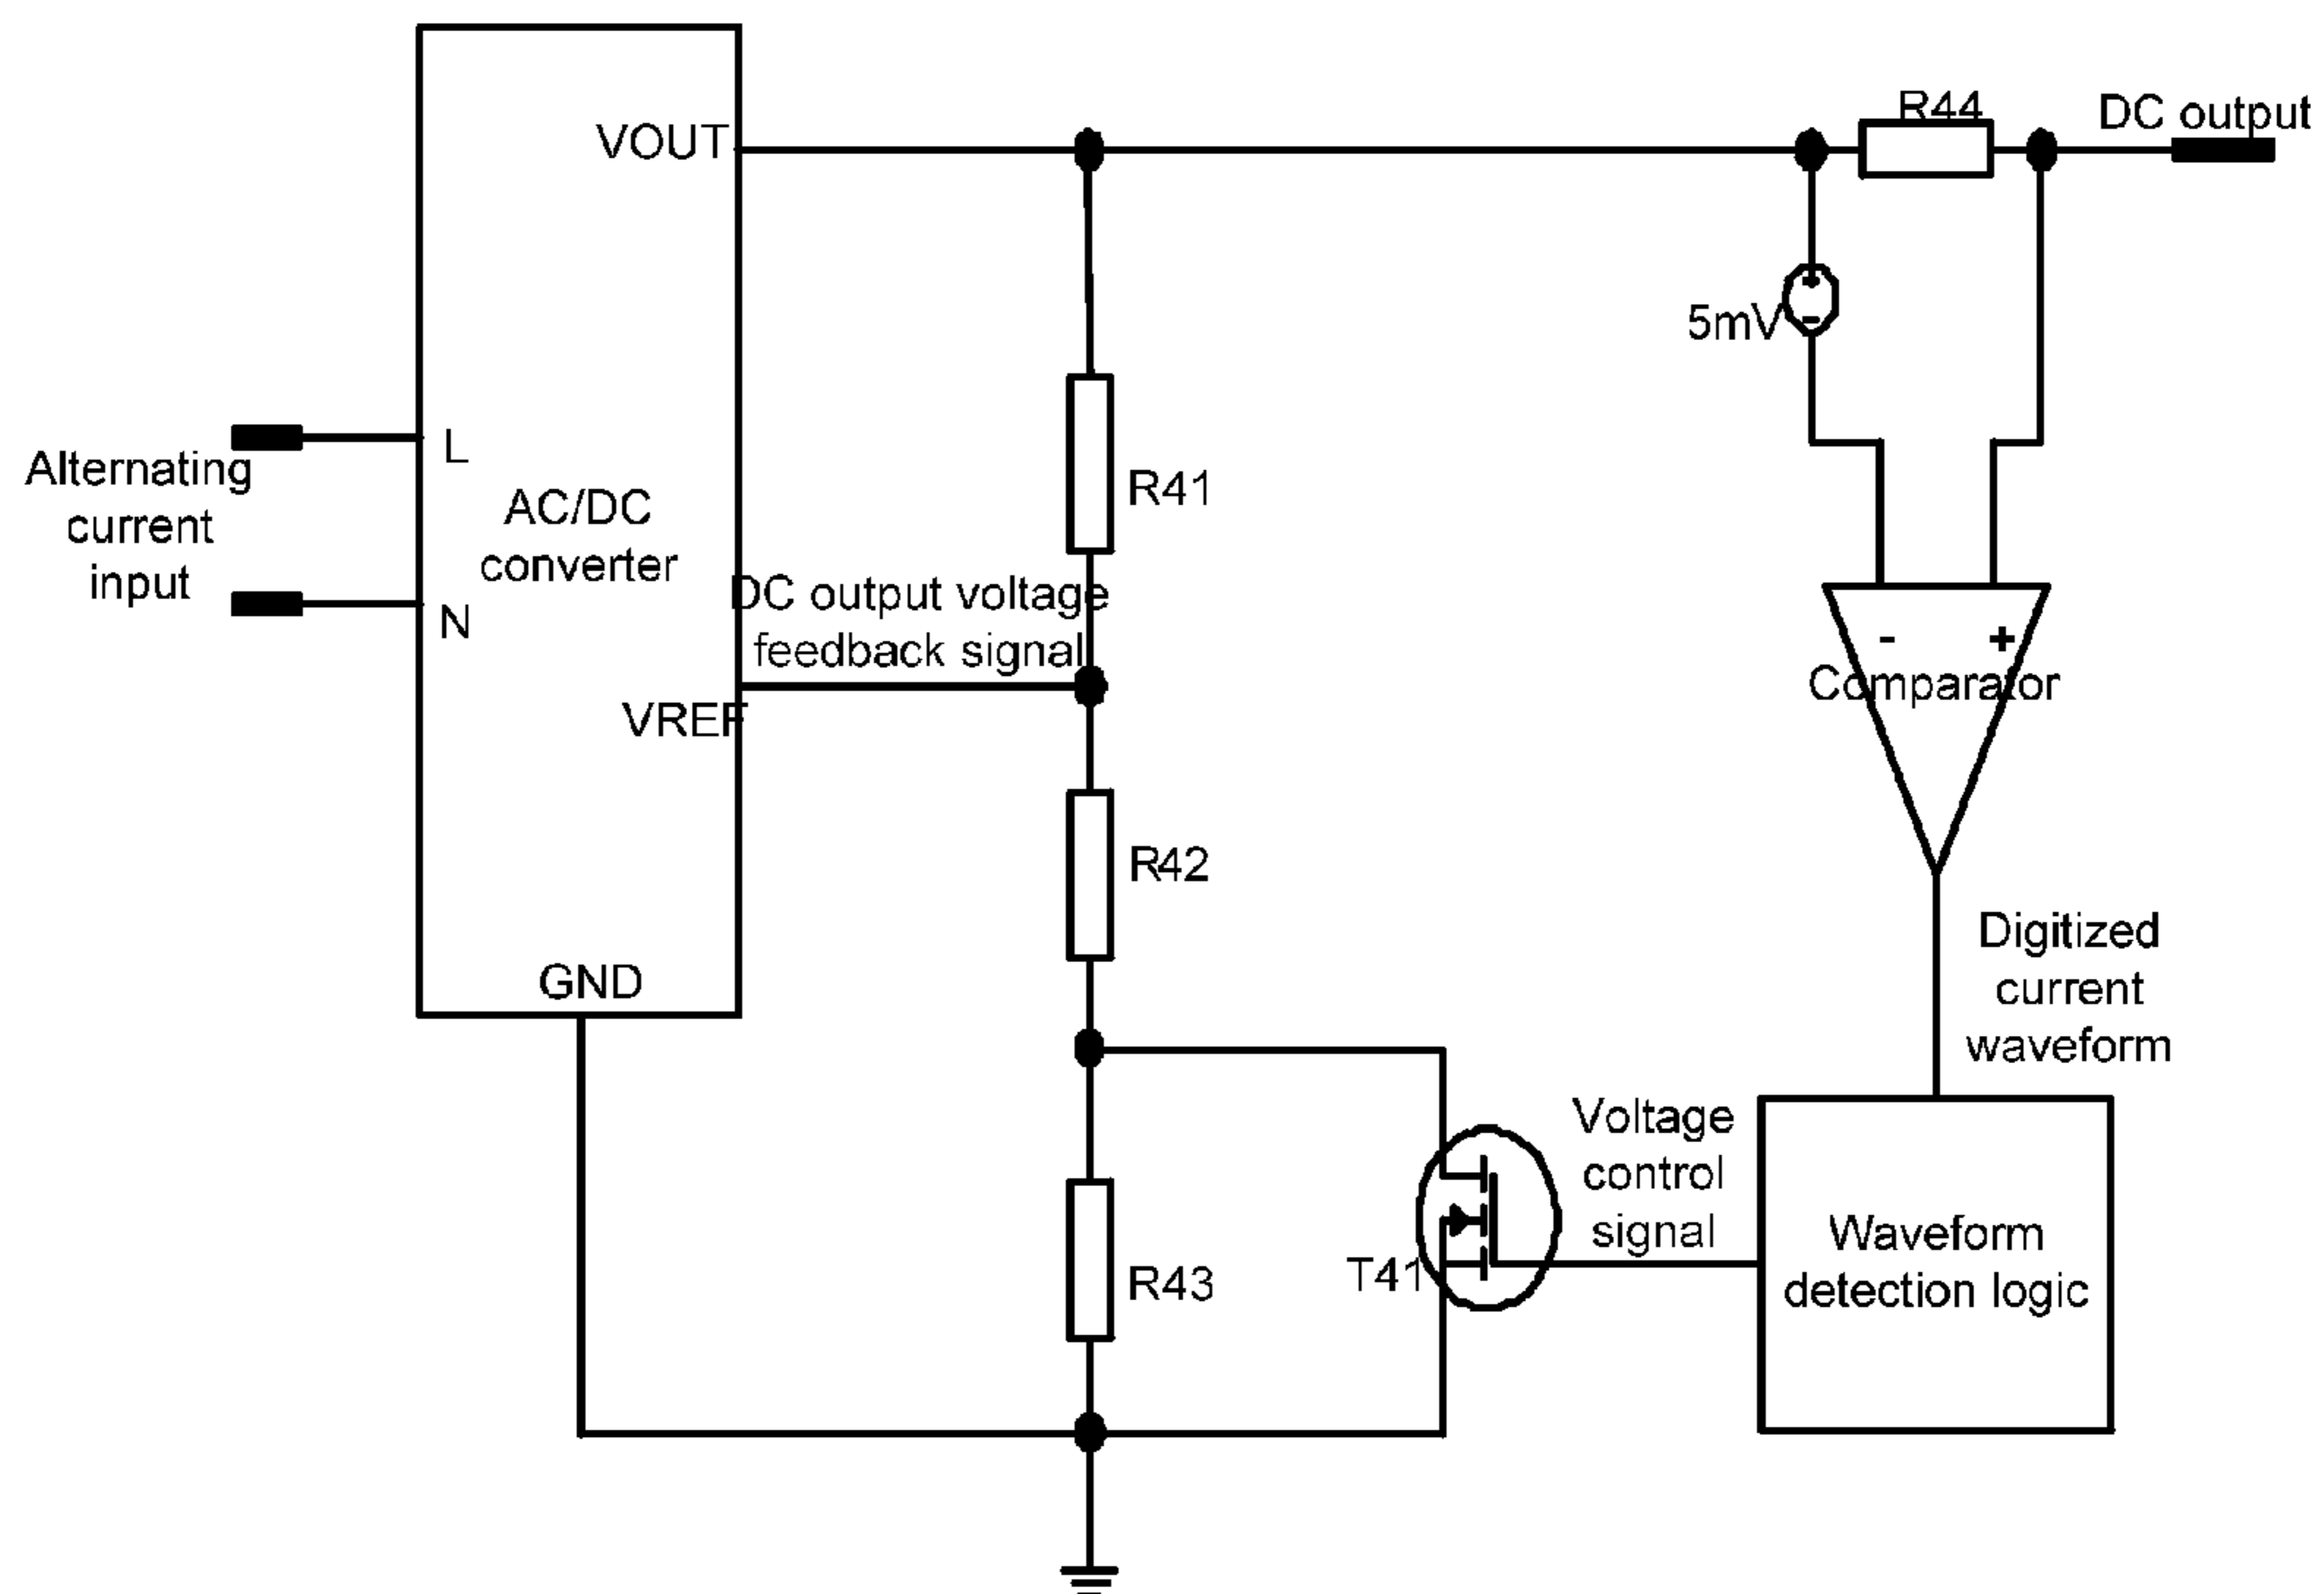 R44
DC output
VOUT
5mV
+
-
Alternating
current
input
L
N
AC/DC
converter
R41
DC output voltage
feedback signal
VREF
- +
Comparator
R42
GND
Digitized
current
waveform
Voltage
control
signal
T41
R43
Waveform
detection logic